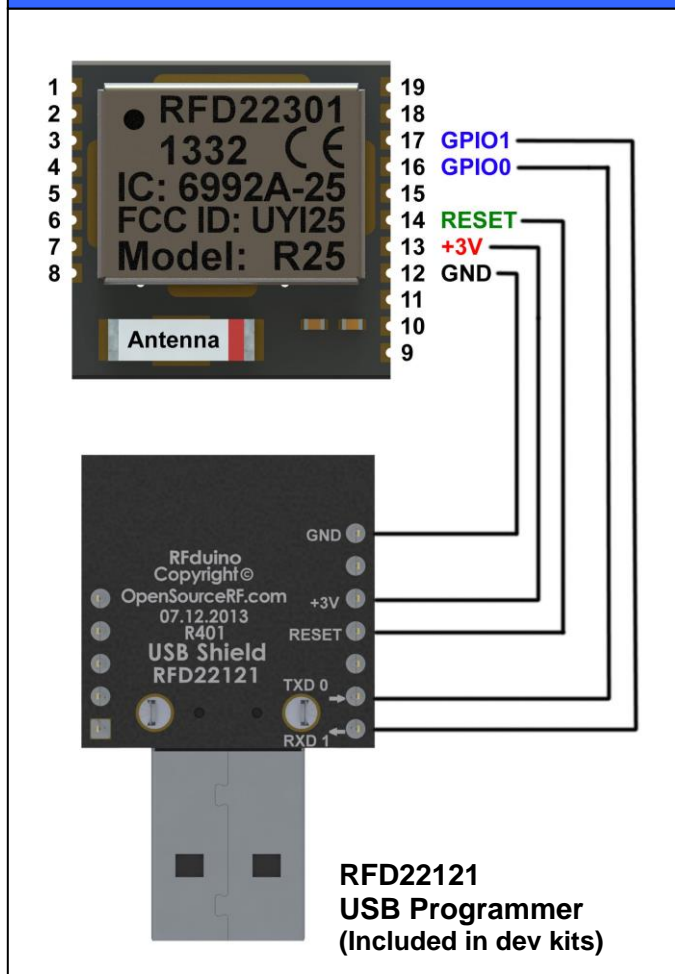 1
2
3
4
5
6
7
8
RFD22301
1332 CE
IC: 6992A-25
FCC ID: UYI25
Model: R25
Antenna
19
18
17 GPIO1
16 GPIO0
15
14 RESET
13 +3V
12 GND
11
10
9
RFduino
Copyright©
OpenSourceRF.com
07.12.2013
R401
USB Shield
RFD22121
GND
+3V
RESET
TXD 0
RXD 1
RFD22121
USB Programmer
(Included in dev kits)